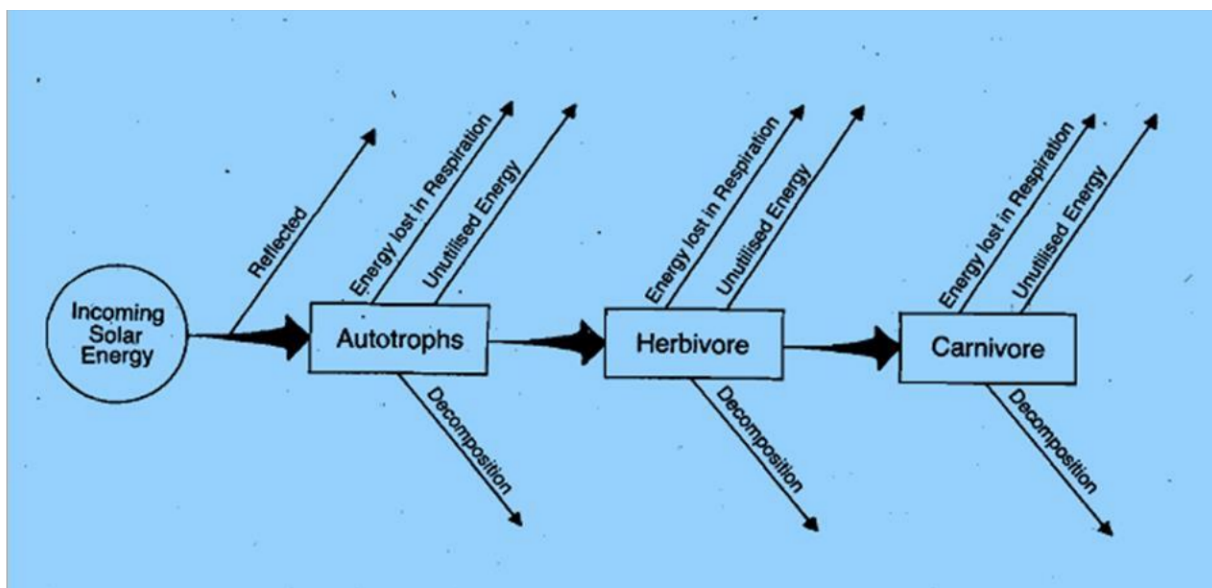 Incoming
Solar
Energy
Reflected
Autotrophs
Energy lost in Respiration
Unutilised Energy
Decomposition
Herbivore
Energy lost in Respiration
Unutilised Energy
Decomposition
Carnivore
Energy lost in Respiration
Unutilised Energy
Decomposition